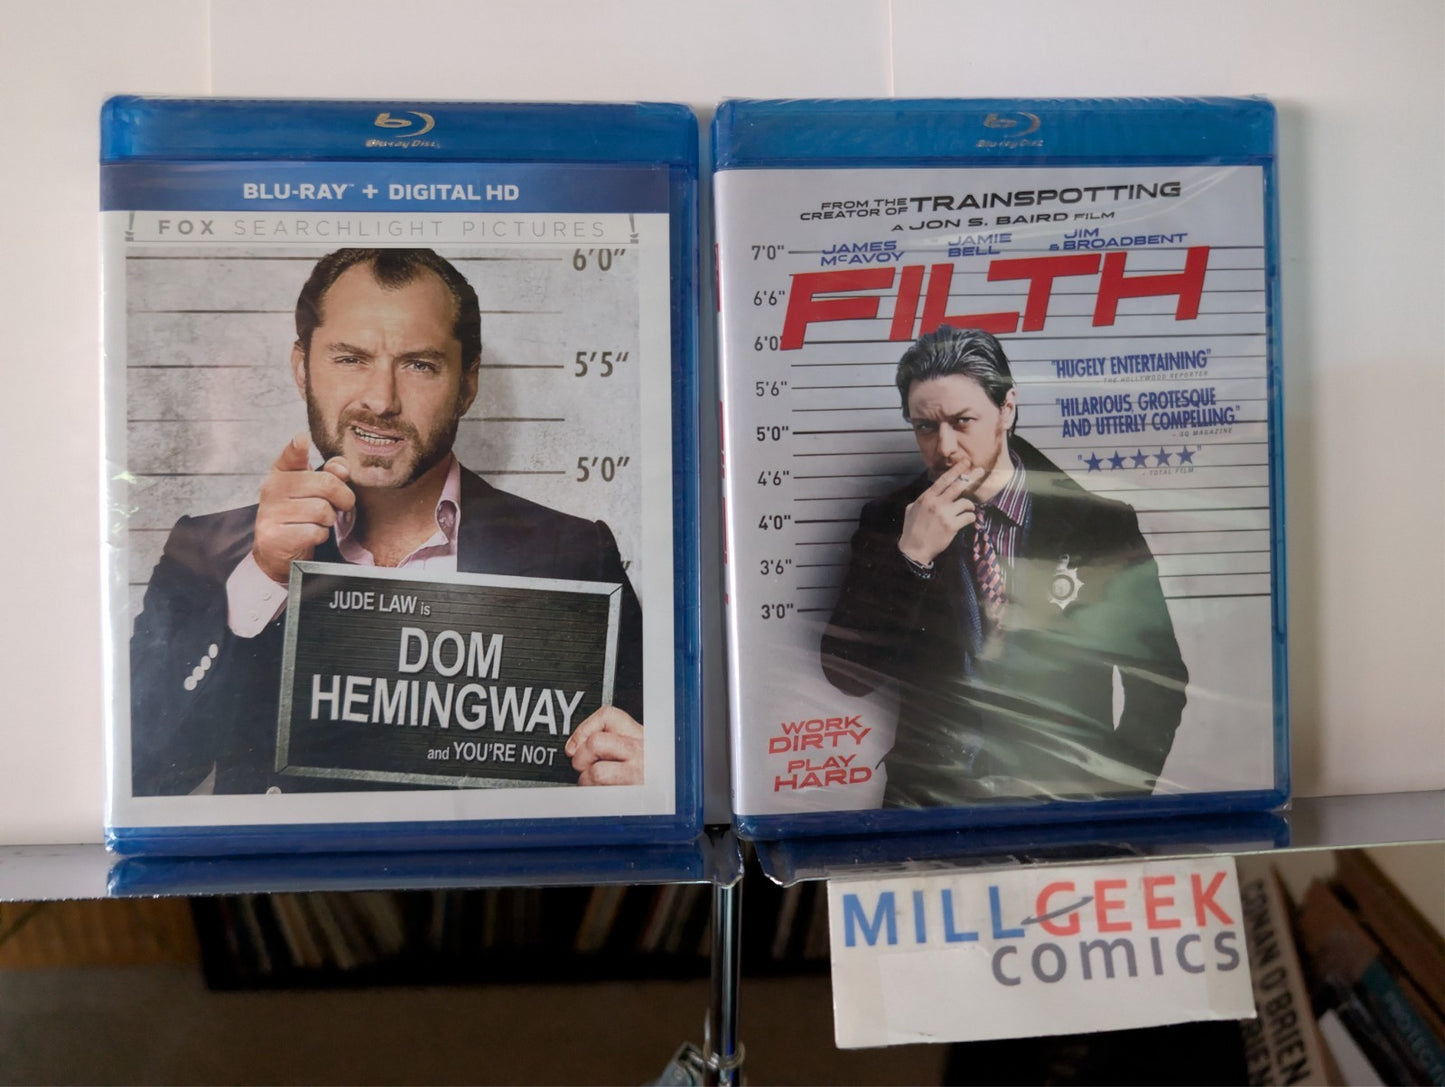 Blu-ray Disc
BLU-RAY™ + DIGITAL HD
FOX SEARCHLIGHT PICTURES
6'0"
5'5"
5'0"
JUDE LAW is
DOM
HEMINGWAY
and YOU'RE NOT
Blu-ray Disc
FROM THE
CREATOR OF TRAINSPOTTING
A JON S. BAIRD FILM
JAMES
McAVOY
JAMIE
BELL
JIM
& BROADBENT
FILTH
7'0"
6'6"
6'0"
5'6"
5'0"
4'6"
4'0"
3'6"
3'0"
"HUGELY ENTERTAINING"
THE HOLLYWOOD REPORTER
"HILARIOUS, GROTESQUE
AND UTTERLY COMPELLING."
- GQ MAGAZINE
"★★★★★"
- TOTAL FILM
WORK
DIRTY
PLAY
HARD
MILLGEEK
comics
CONAN O'BRIEN